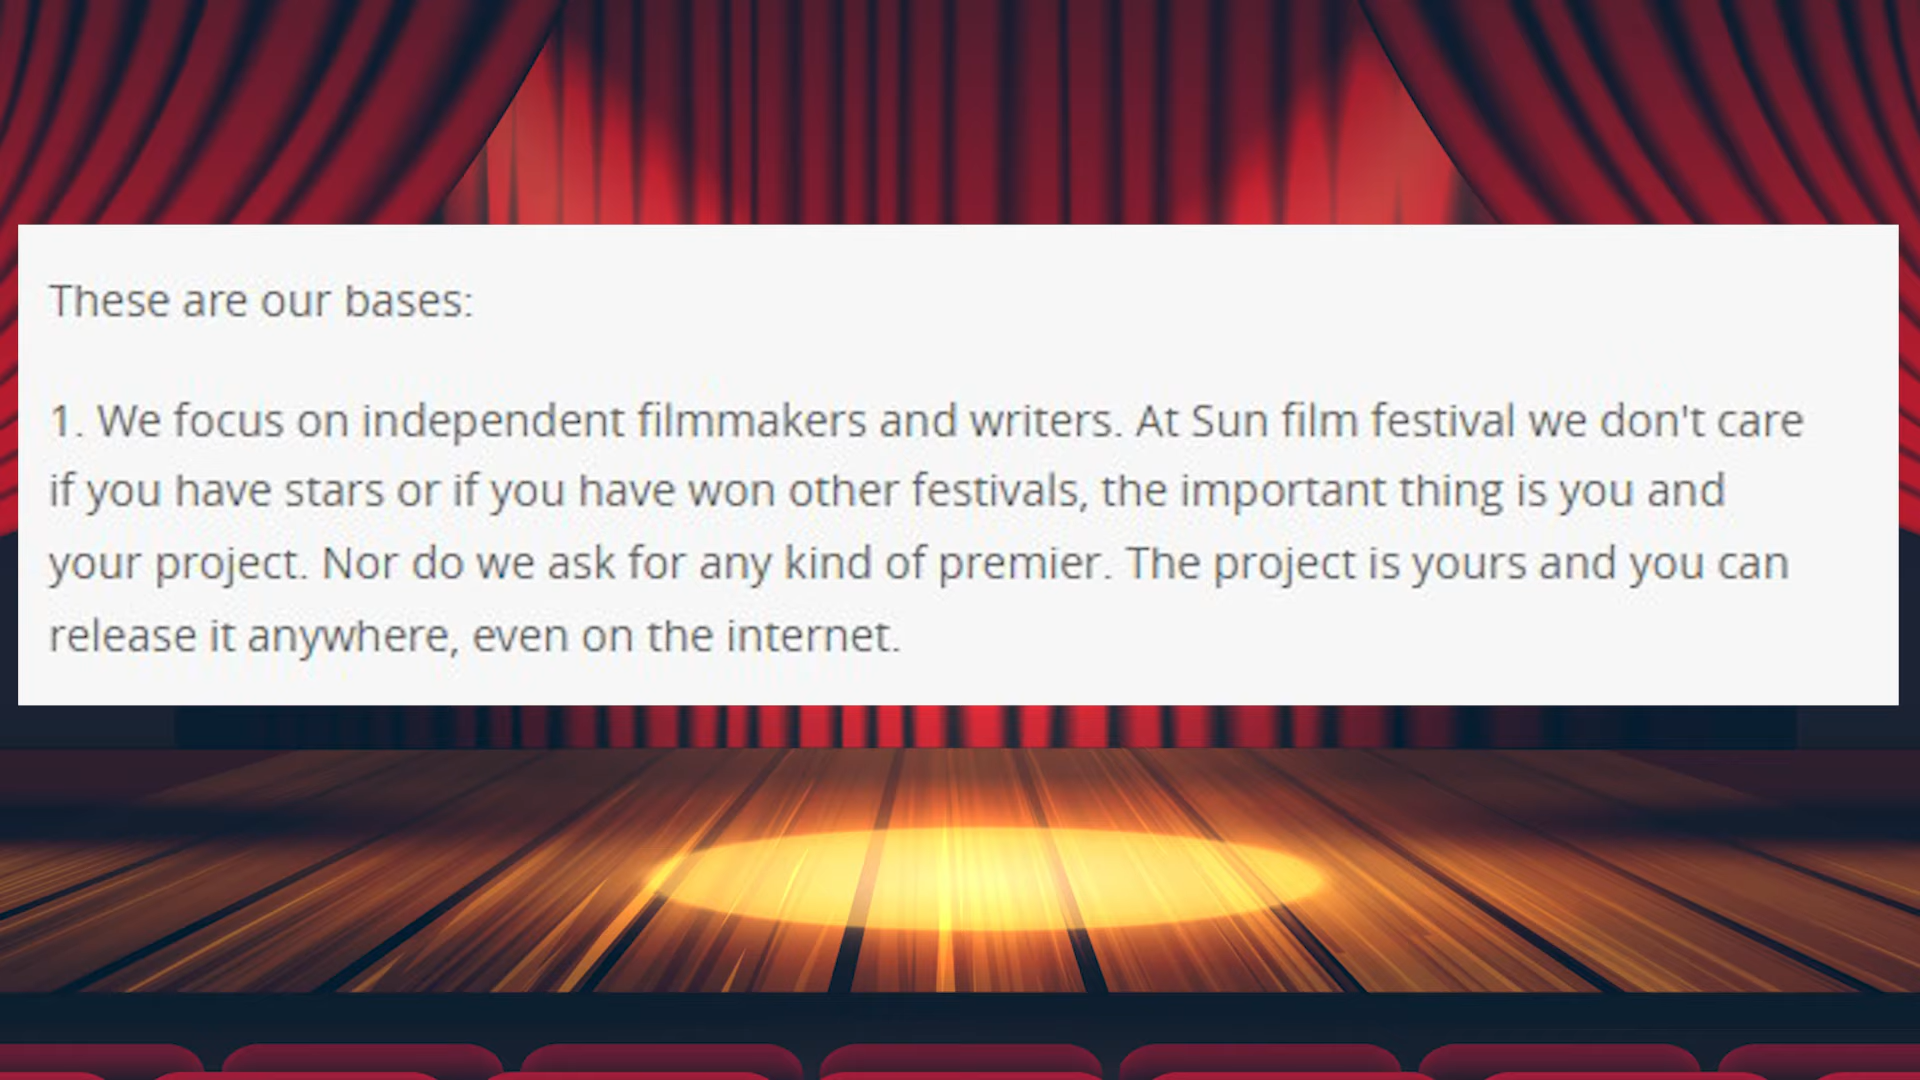 These are our bases:
1. We focus on independent filmmakers and writers. At Sun film festival we don't care
if you have stars or if you have won other festivals, the important thing is you and
your project. Nor do we ask for any kind of premier. The project is yours and you can
release it anywhere, even on the internet.